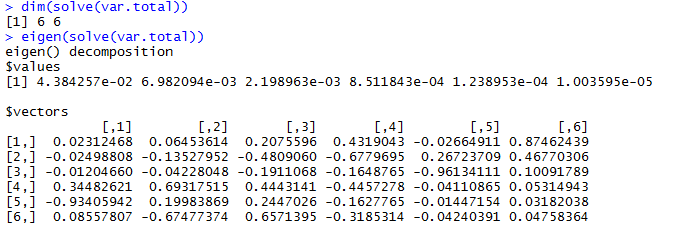 > dim(solve(var.total))
[1] 6 6
> eigen(solve(var.total))
eigen() decomposition
$values
[1] 4.384257e-02 6.982094e-03 2.198963e-03 8.511843e-04 1.238953e-04 1.003595e-05
$vectors
[,1] [,2] [,3] [,4] [,5] [,6]
[1,] 0.02312468 0.06453614 0.2075596 0.4319043 -0.02664911 0.87462439
[2,] -0.02498808 -0.13527952 -0.4809060 -0.6779695 0.26723709 0.46770306
[3,] -0.01204660 -0.04228048 -0.1911068 -0.1648765 -0.96134111 0.10091789
[4,] 0.34482621 0.69317515 0.4443141 -0.4457278 -0.04110865 0.05314943
[5,] -0.93405942 0.19983869 0.2447026 -0.1627765 -0.01447154 0.03182038
[6,] 0.08557807 -0.67477374 0.6571395 -0.3185314 -0.04240391 0.04758364